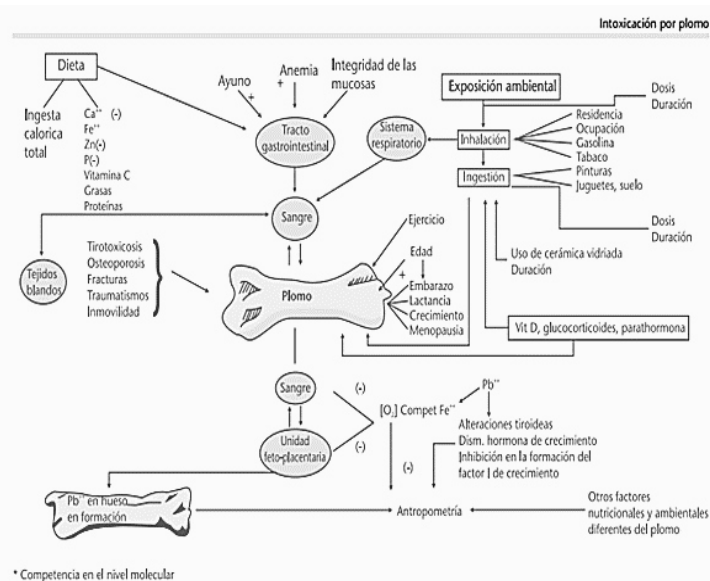 Intoxicación por plomo
Dieta
Ayuno
+
Anemia
+
Integridad de las
mucosas
Exposición ambiental
Dosis
Duración
Ingesta
calorica
total
Ca++ (-)
Fe++
Zn(-)
P(-)
Vitamina C
Grasas
Proteínas
Tracto
gastrointestinal
Sistema
respiratorio
Inhalación
Residencia
Ocupación
Gasolina
Tabaco
Ingestión
Pinturas
Juguetes, suelo
Sangre
Dosis
Duración
Uso de cerámica vidriada
Duración
Tejidos
blandos
Tirotoxicosis
Osteoporosis
Fracturas
Traumatismos
Inmovilidad
Plomo
Ejercicio
Edad
+
Embarazo
Lactancia
Crecimiento
Menopausia
Vit D, glucocorticoides, parathormona
Sangre
(-)
Unidad
feto-placentaria
(-)
[O2] Compet Fe++
Pb++
Alteraciones tiroideas
Dism. hormona de crecimiento
Inhibición en la formación del
factor I de crecimiento
(-)
Pb++ en hueso
en formación
Antropometría
Otros factores
nutricionales y ambientales
diferentes del plomo
* Competencia en el nivel molecular